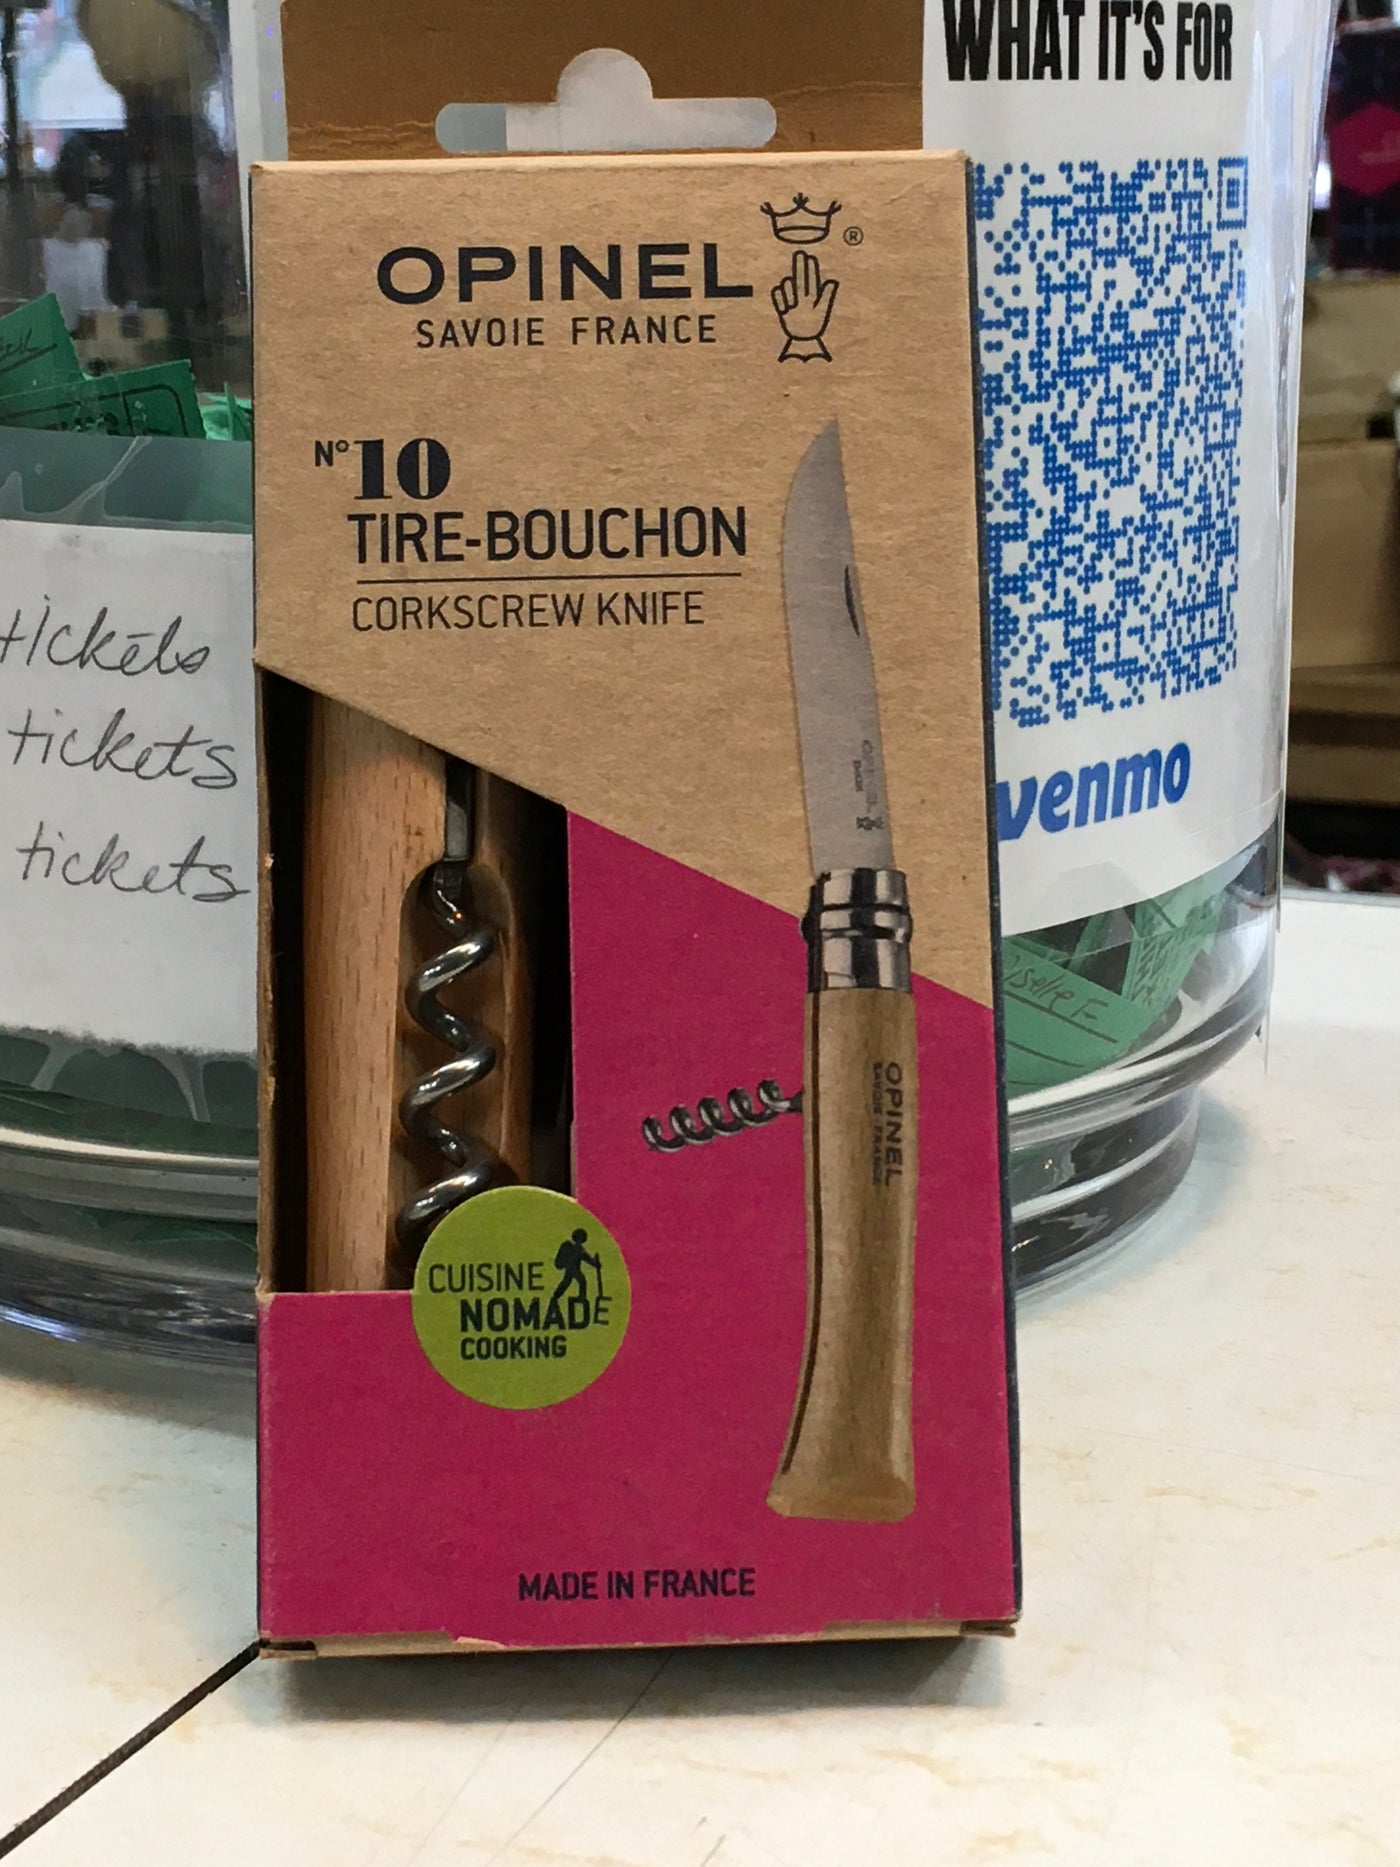 WHAT IT'S FOR
OPINEL®
SAVOIE FRANCE
N°10
TIRE-BOUCHON
CORKSCREW KNIFE
tickets
tickets
tickets
venmo
OPINEL
SAVOIE FRANCE
CUISINE
NOMADE
COOKING
MADE IN FRANCE